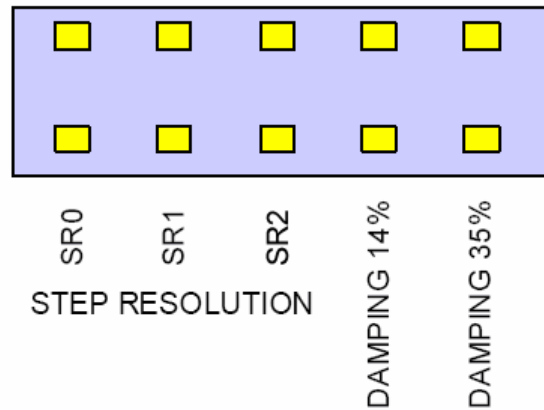 SR0
SR1
SR2
DAMPING 14%
DAMPING 35%
STEP RESOLUTION